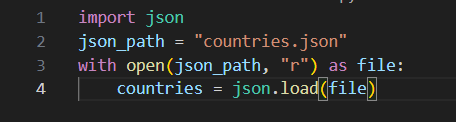 1 import json
2 json_path = "countries.json"
3 with open(json_path, "r") as file:
4     countries = json.load(file)